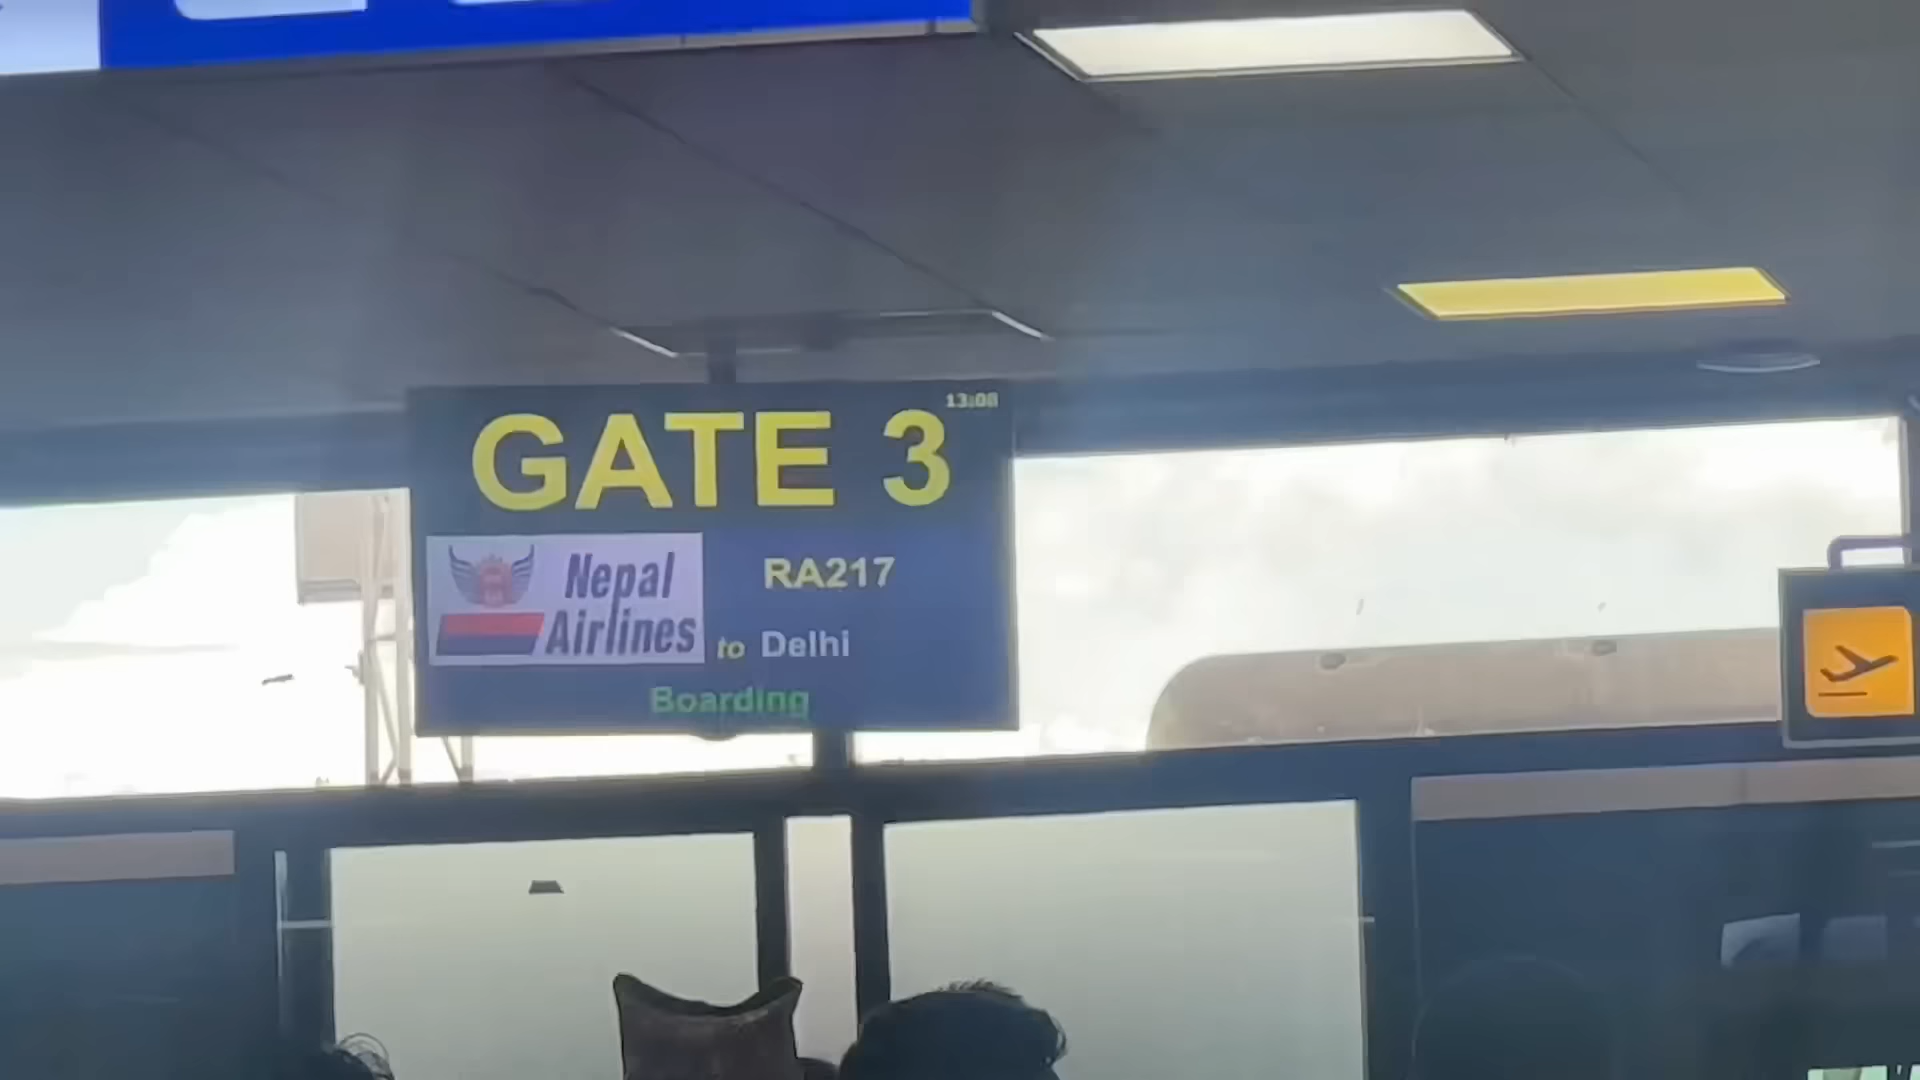 13:08
GATE 3
Nepal
Airlines
RA217
to Delhi
Boarding